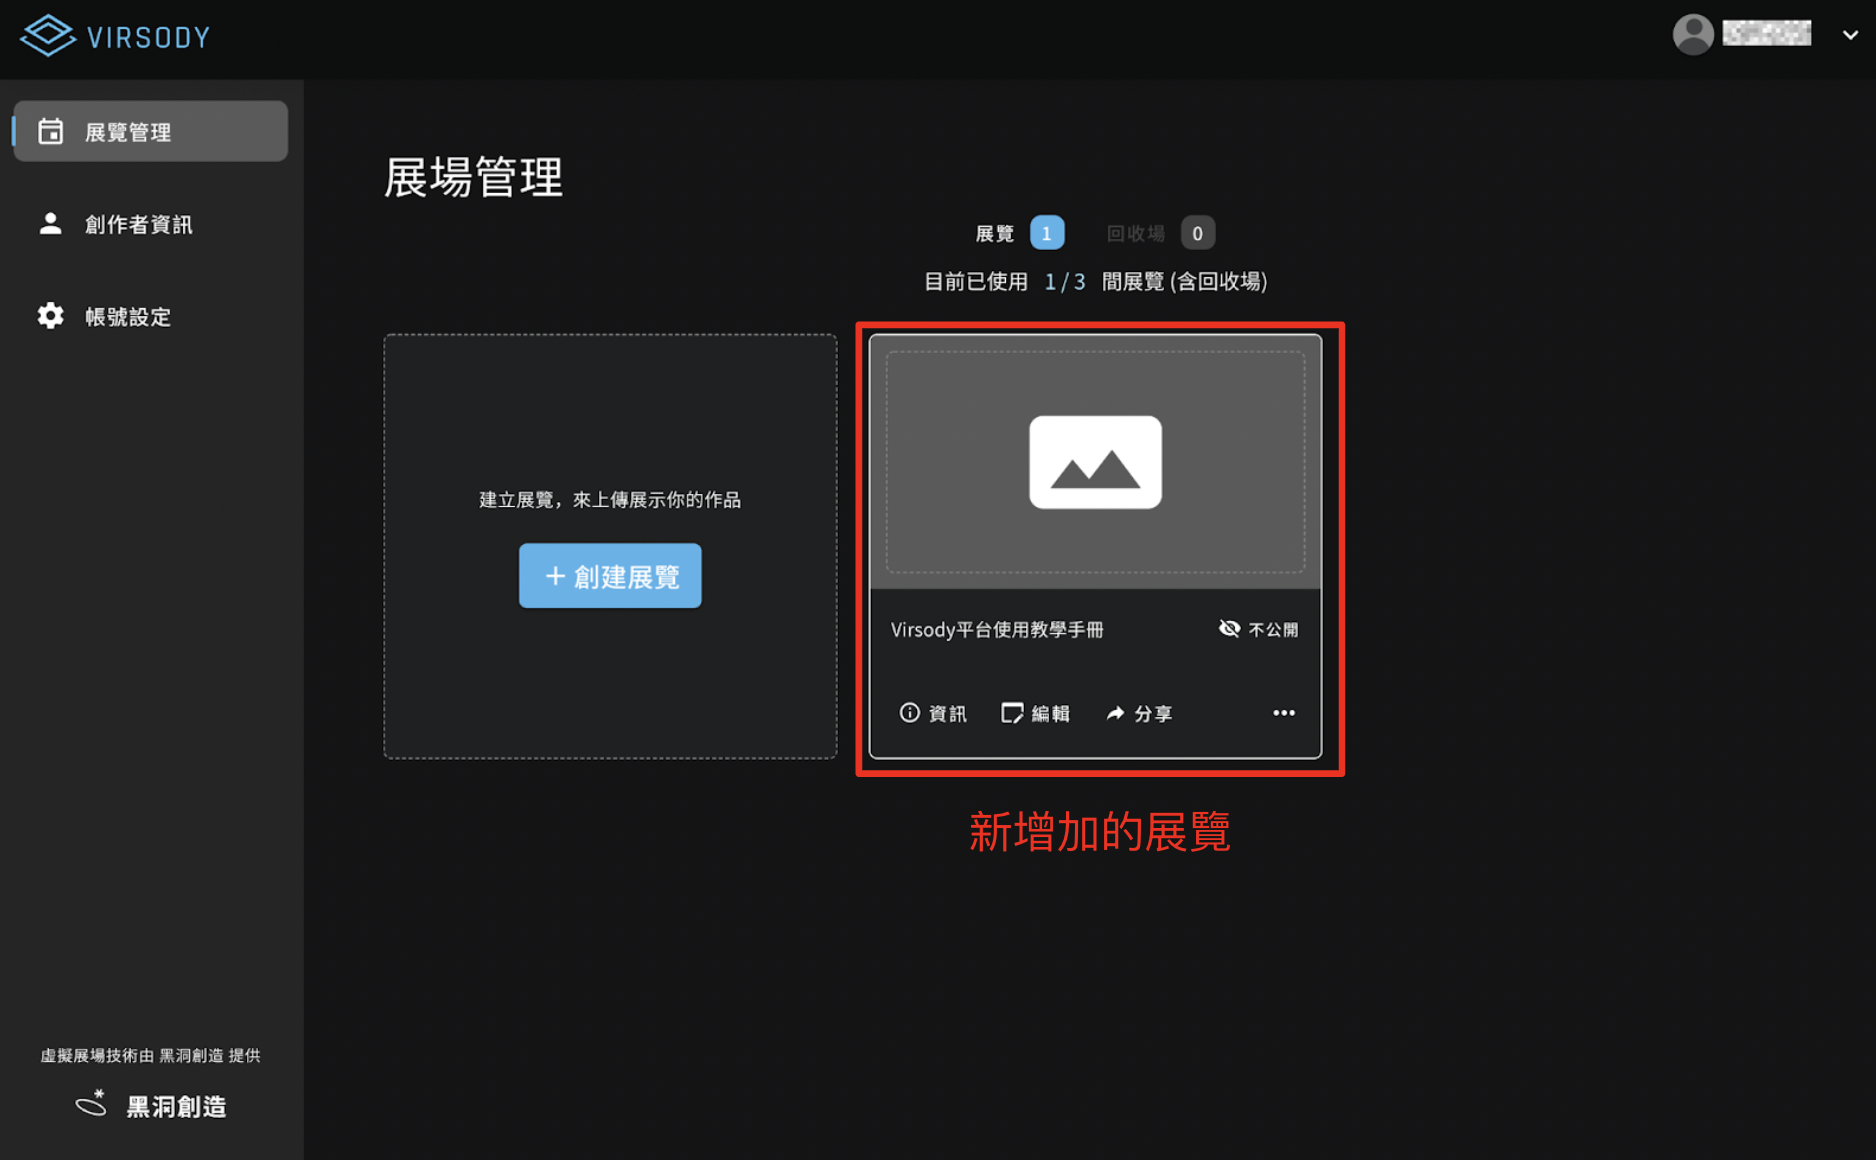 VIRSODY
展覽管理
創作者資訊
帳號設定
展場管理
展覽 1 回收場 0
目前已使用 1 / 3 間展覽 (含回收場)
建立展覽，來上傳展示你的作品
+ 創建展覽
Virsody平台使用教學手冊 不公開
資訊 編輯 分享
新增加的展覽
虛擬展場技術由 黑洞創造 提供
黑洞創造